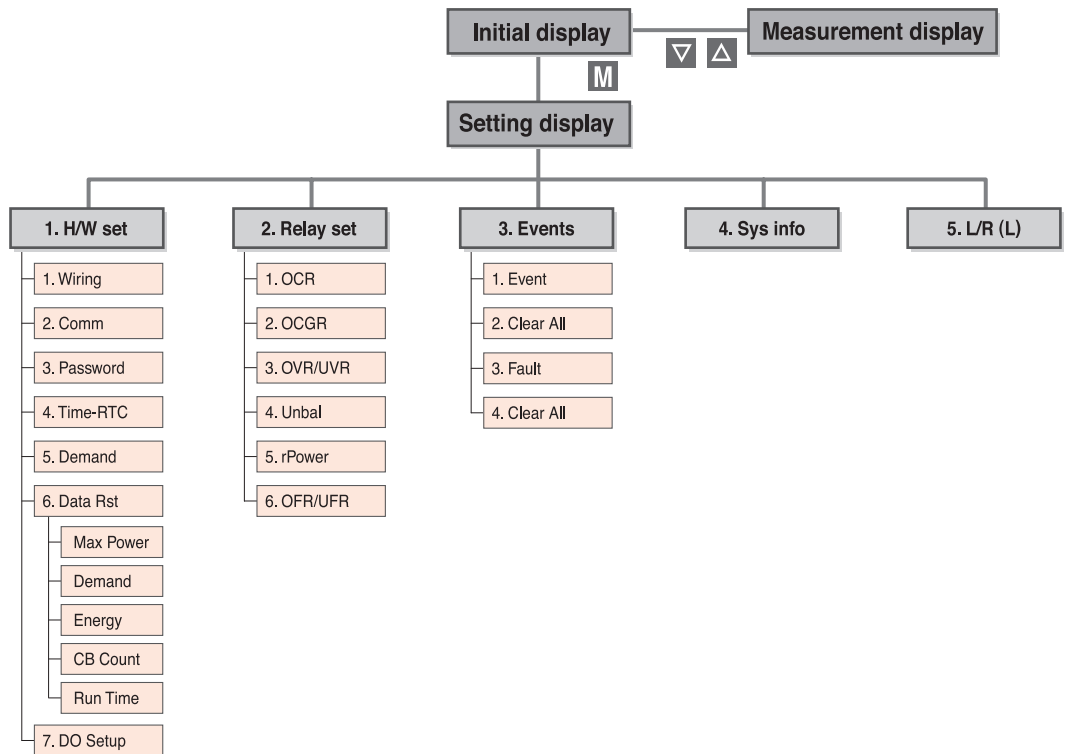 Initial display
Measurement display
▽ △
M
Setting display
1. H/W set
2. Relay set
3. Events
4. Sys info
5. L/R (L)
1. Wiring
2. Comm
3. Password
4. Time-RTC
5. Demand
6. Data Rst
Max Power
Demand
Energy
CB Count
Run Time
7. DO Setup
1. OCR
2. OCGR
3. OVR/UVR
4. Unbal
5. rPower
6. OFR/UFR
1. Event
2. Clear All
3. Fault
4. Clear All